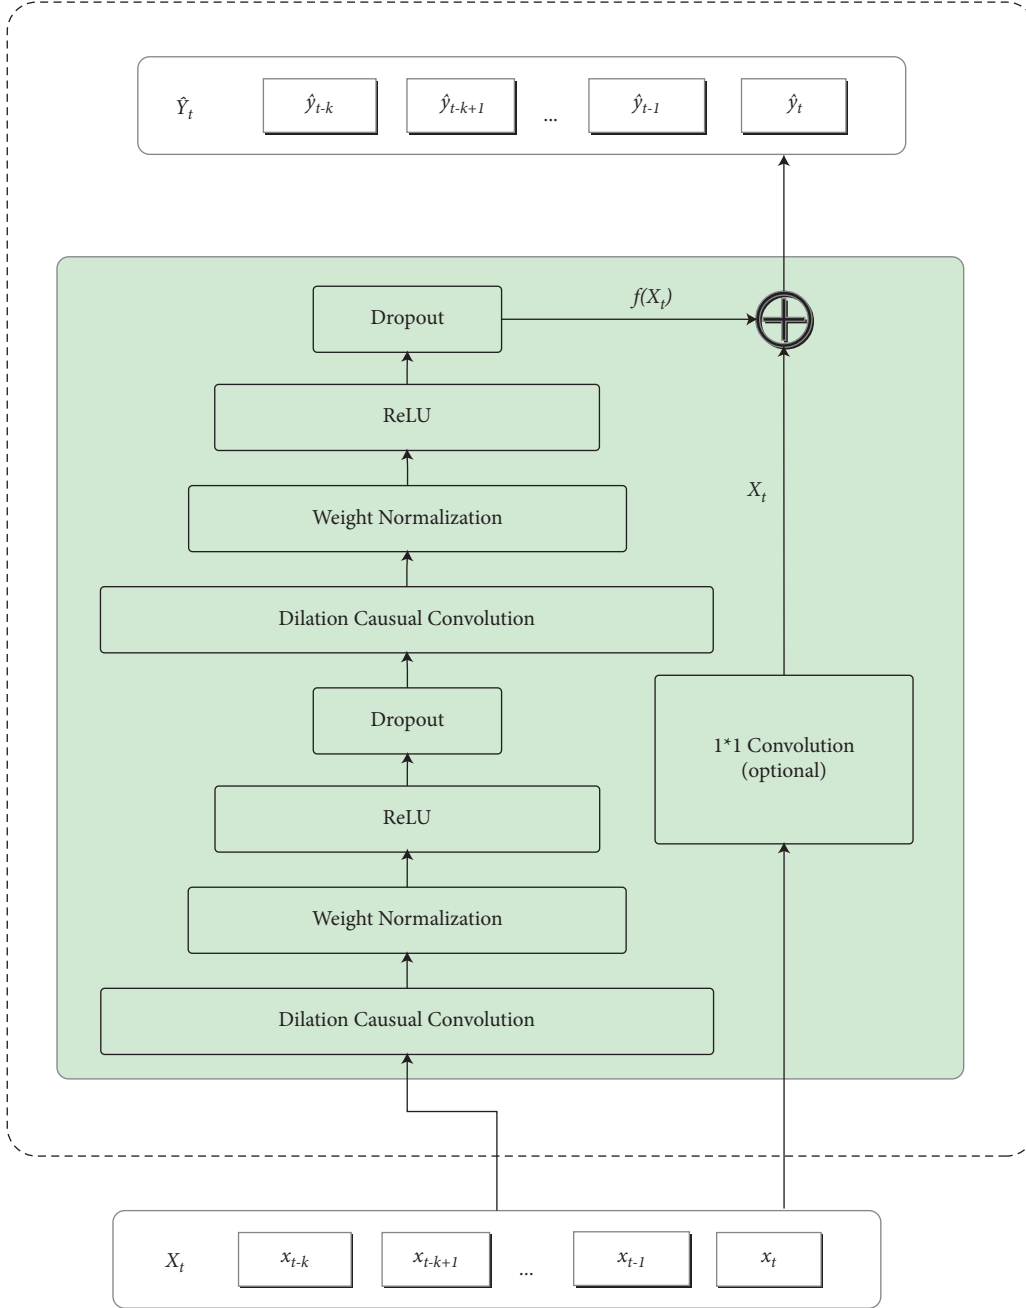 Ŷt ŷt-k ŷt-k+1 ... ŷt-1 ŷt
Dropout
f(Xt)
ReLU
Weight Normalization
Xt
Dilation Causual Convolution
Dropout
1*1 Convolution
(optional)
ReLU
Weight Normalization
Dilation Causual Convolution
Xt xt-k xt-k+1 ... xt-1 xt